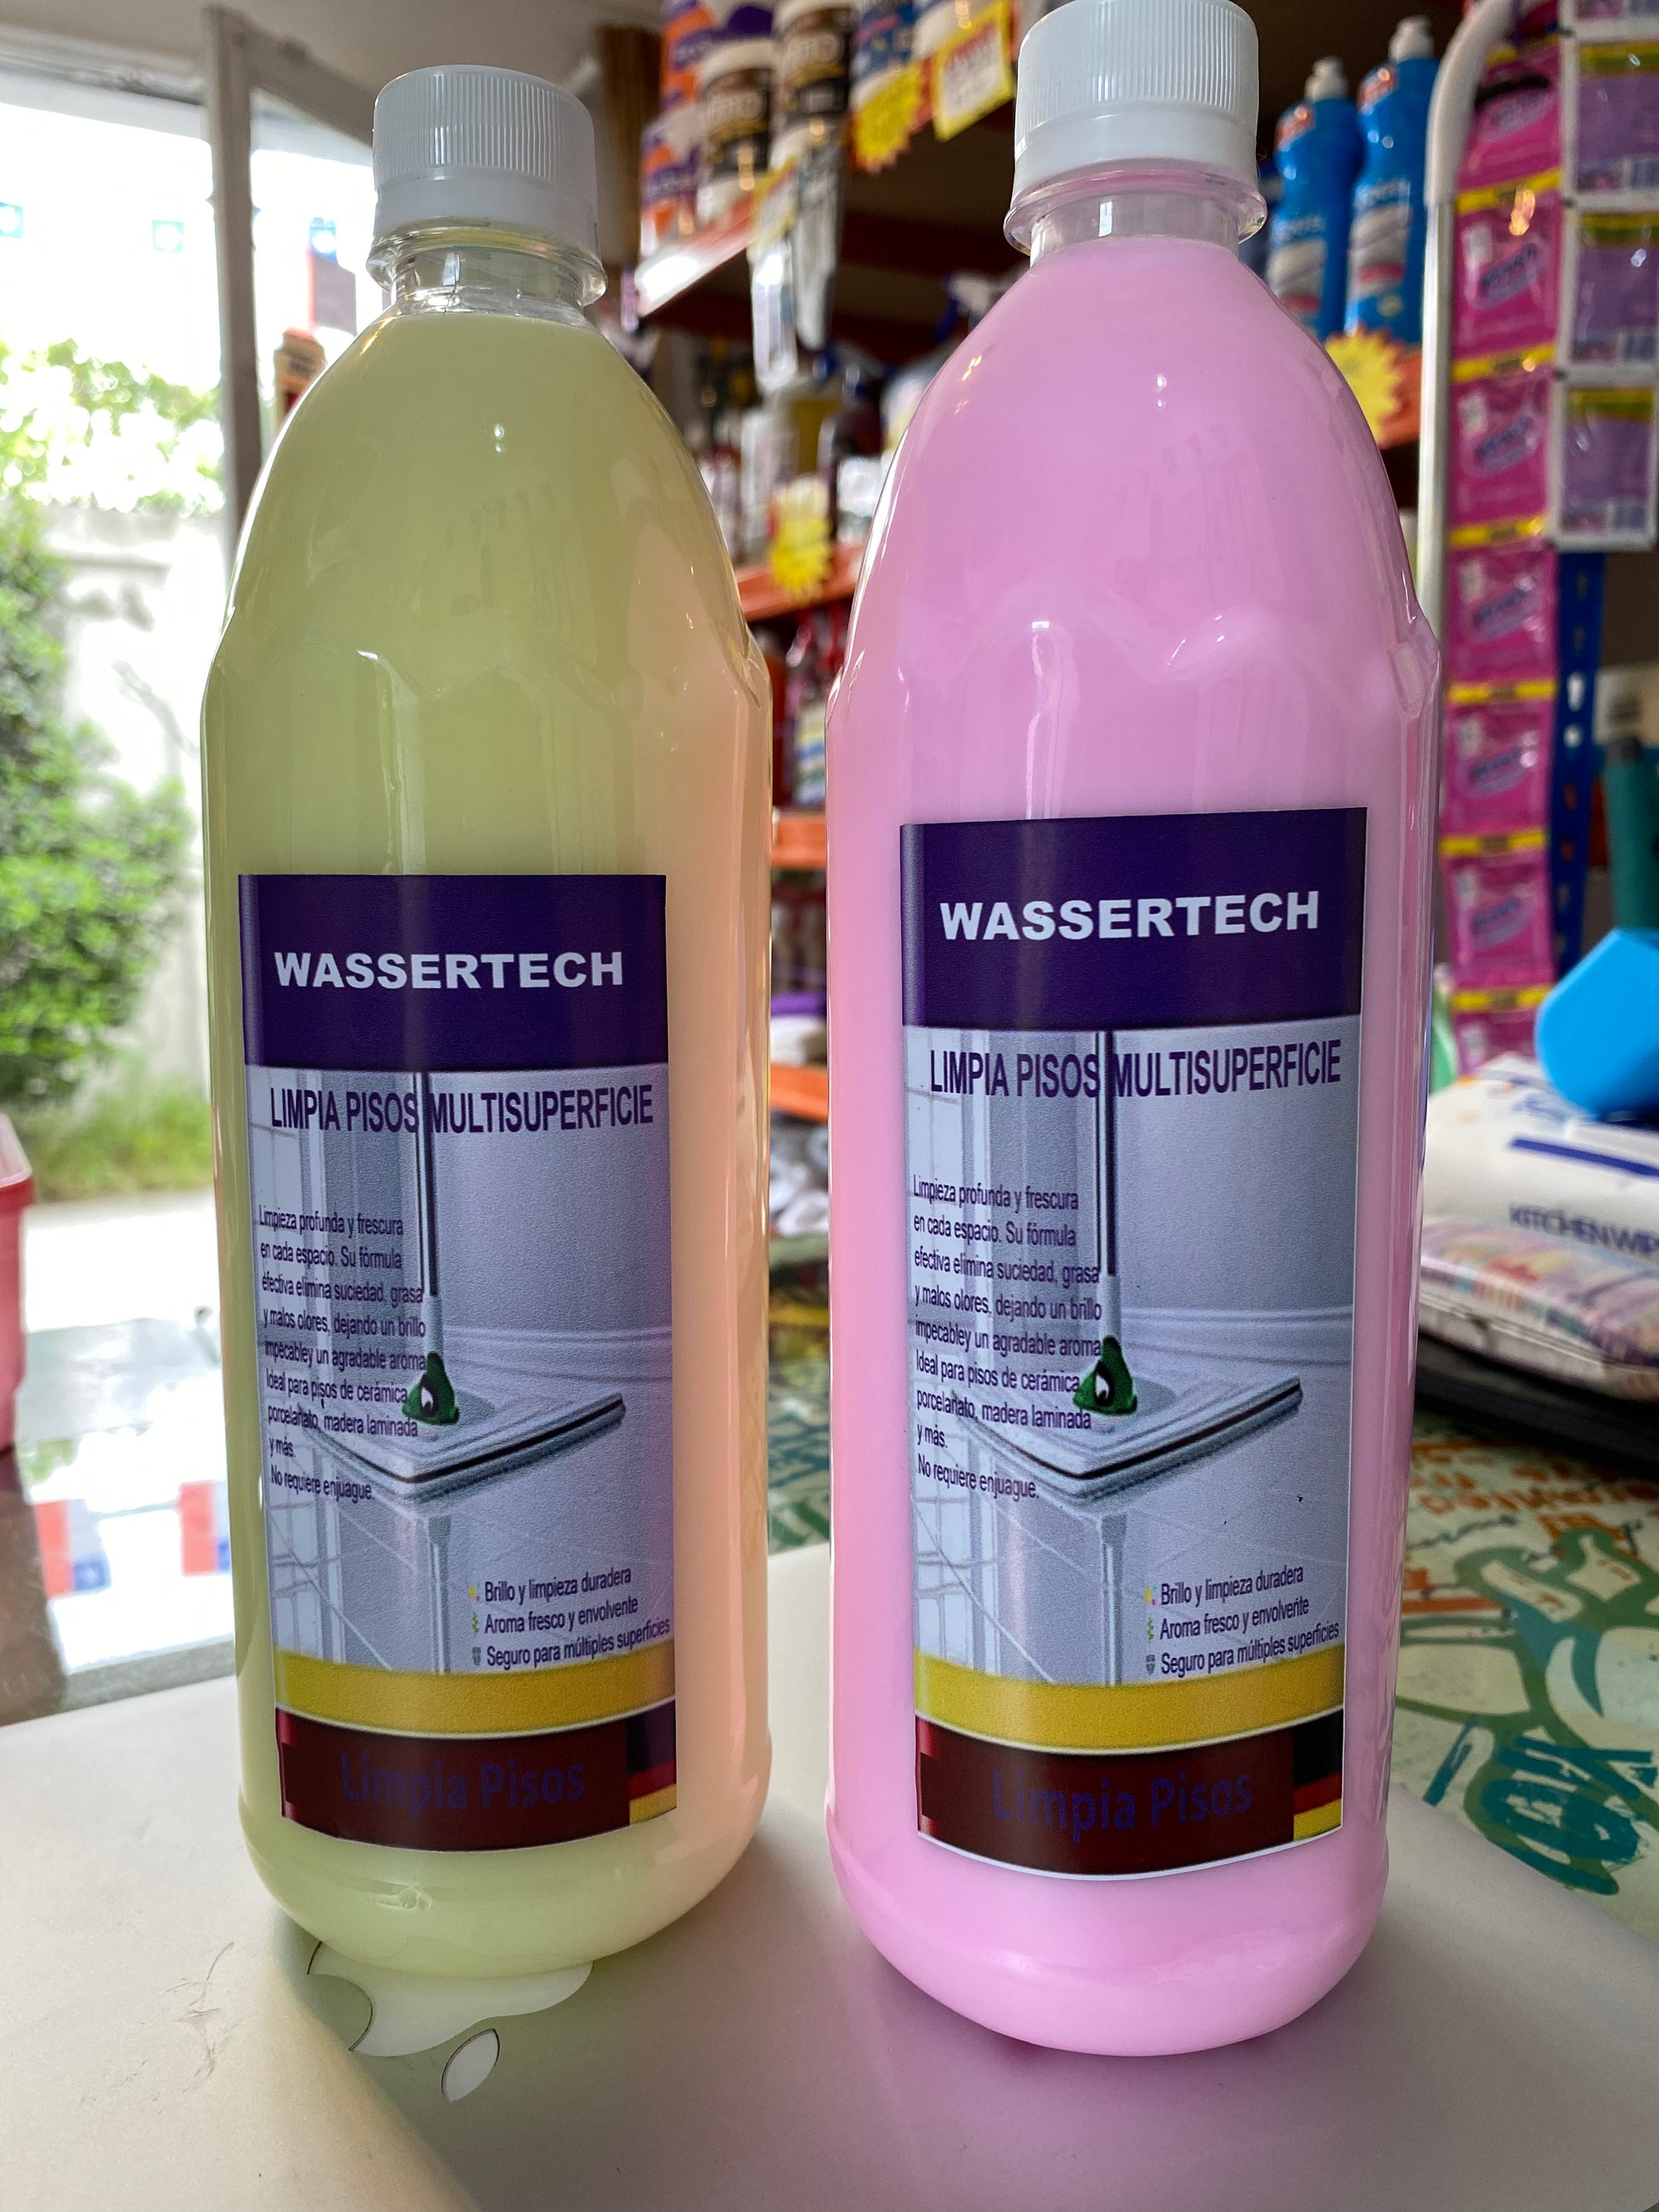 WASSERTECH
LIMPIA PISOS MULTISUPERFICIE
Limpieza profunda y frescura
en cada espacio. Su fórmula
efectiva elimina suciedad, grasa
y malos olores, dejando un brillo
impecabley un agradable aroma
Ideal para pisos de cerámica
porcelanato, madera laminada
y más.
No requiere enjuague.
Brillo y limpieza duradera
Aroma fresco y envolvente
Seguro para múltiples superficies
Limpia Pisos
WASSERTECH
LIMPIA PISOS MULTISUPERFICIE
Limpieza profunda y frescura
en cada espacio. Su fórmula
efectiva elimina suciedad, grasa
y malos olores, dejando un brillo
impecabley un agradable aroma
Ideal para pisos de cerámica
porcelanato, madera laminada
y más.
No requiere enjuague.
Brillo y limpieza duradera
Aroma fresco y envolvente
Seguro para múltiples superficies
Limpia Pisos
KITCHEN WIP